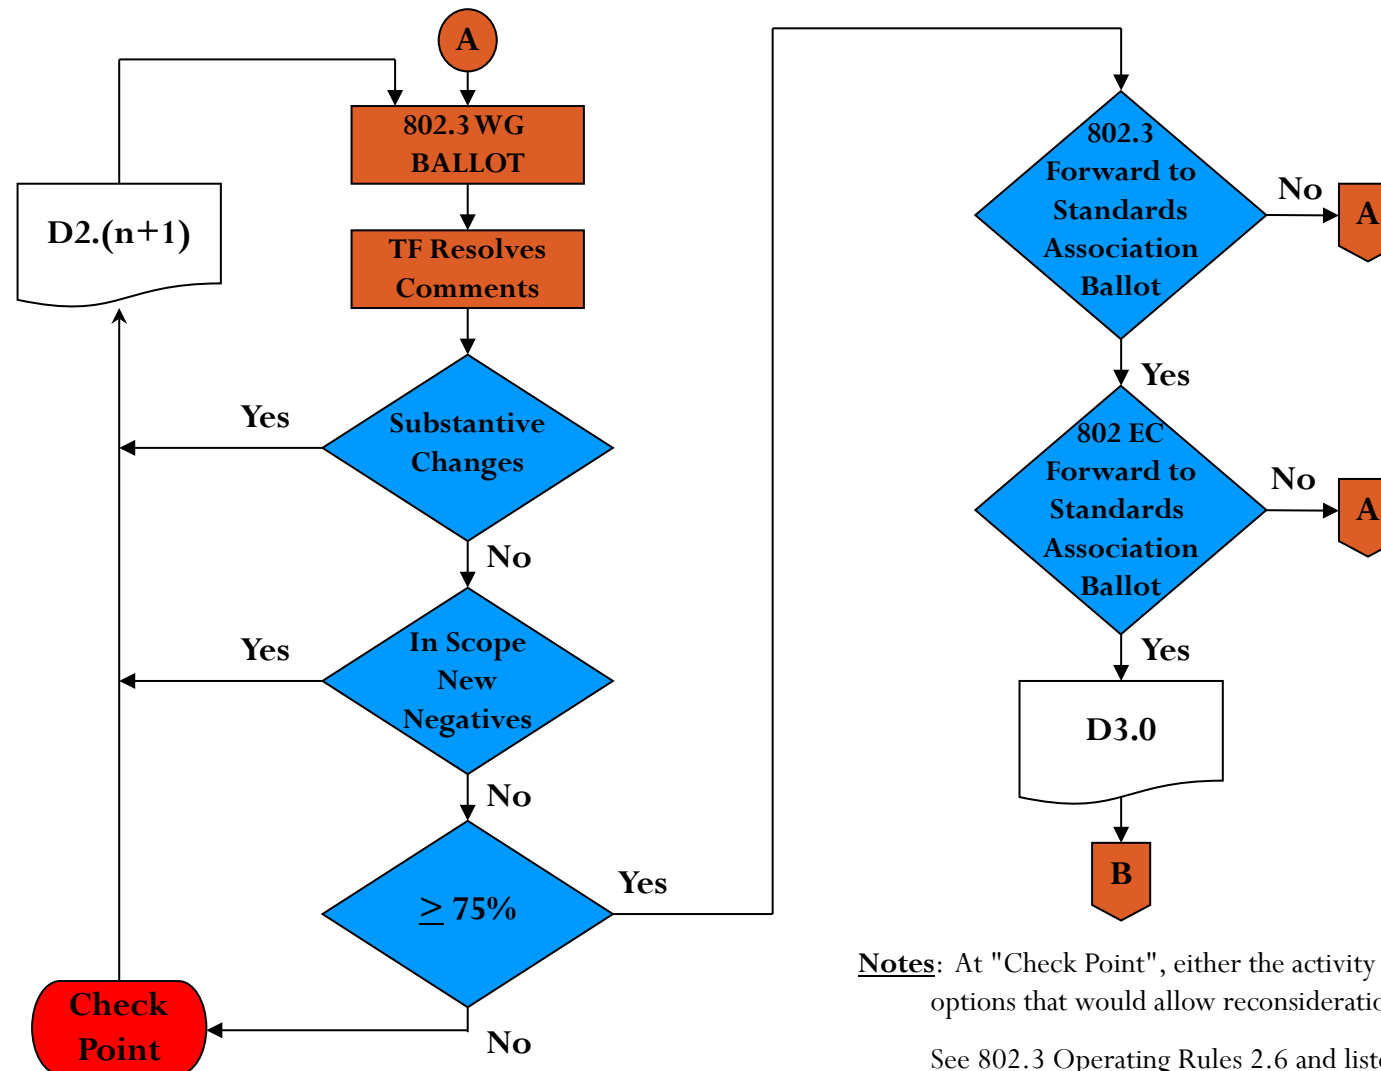 A
802.3 WG
BALLOT
D2.(n+1)
TF Resolves
Comments
Yes
Substantive
Changes
No
Yes
In Scope
New
Negatives
No
≥ 75%
Yes
Check
Point
No
802.3
Forward to
Standards
Association
Ballot
No
A
Yes
802 EC
Forward to
Standards
Association
Ballot
No
A
Yes
D3.0
B
Notes: At "Check Point", either the activity
options that would allow
See 802.3 Operating Rules 2.6 and